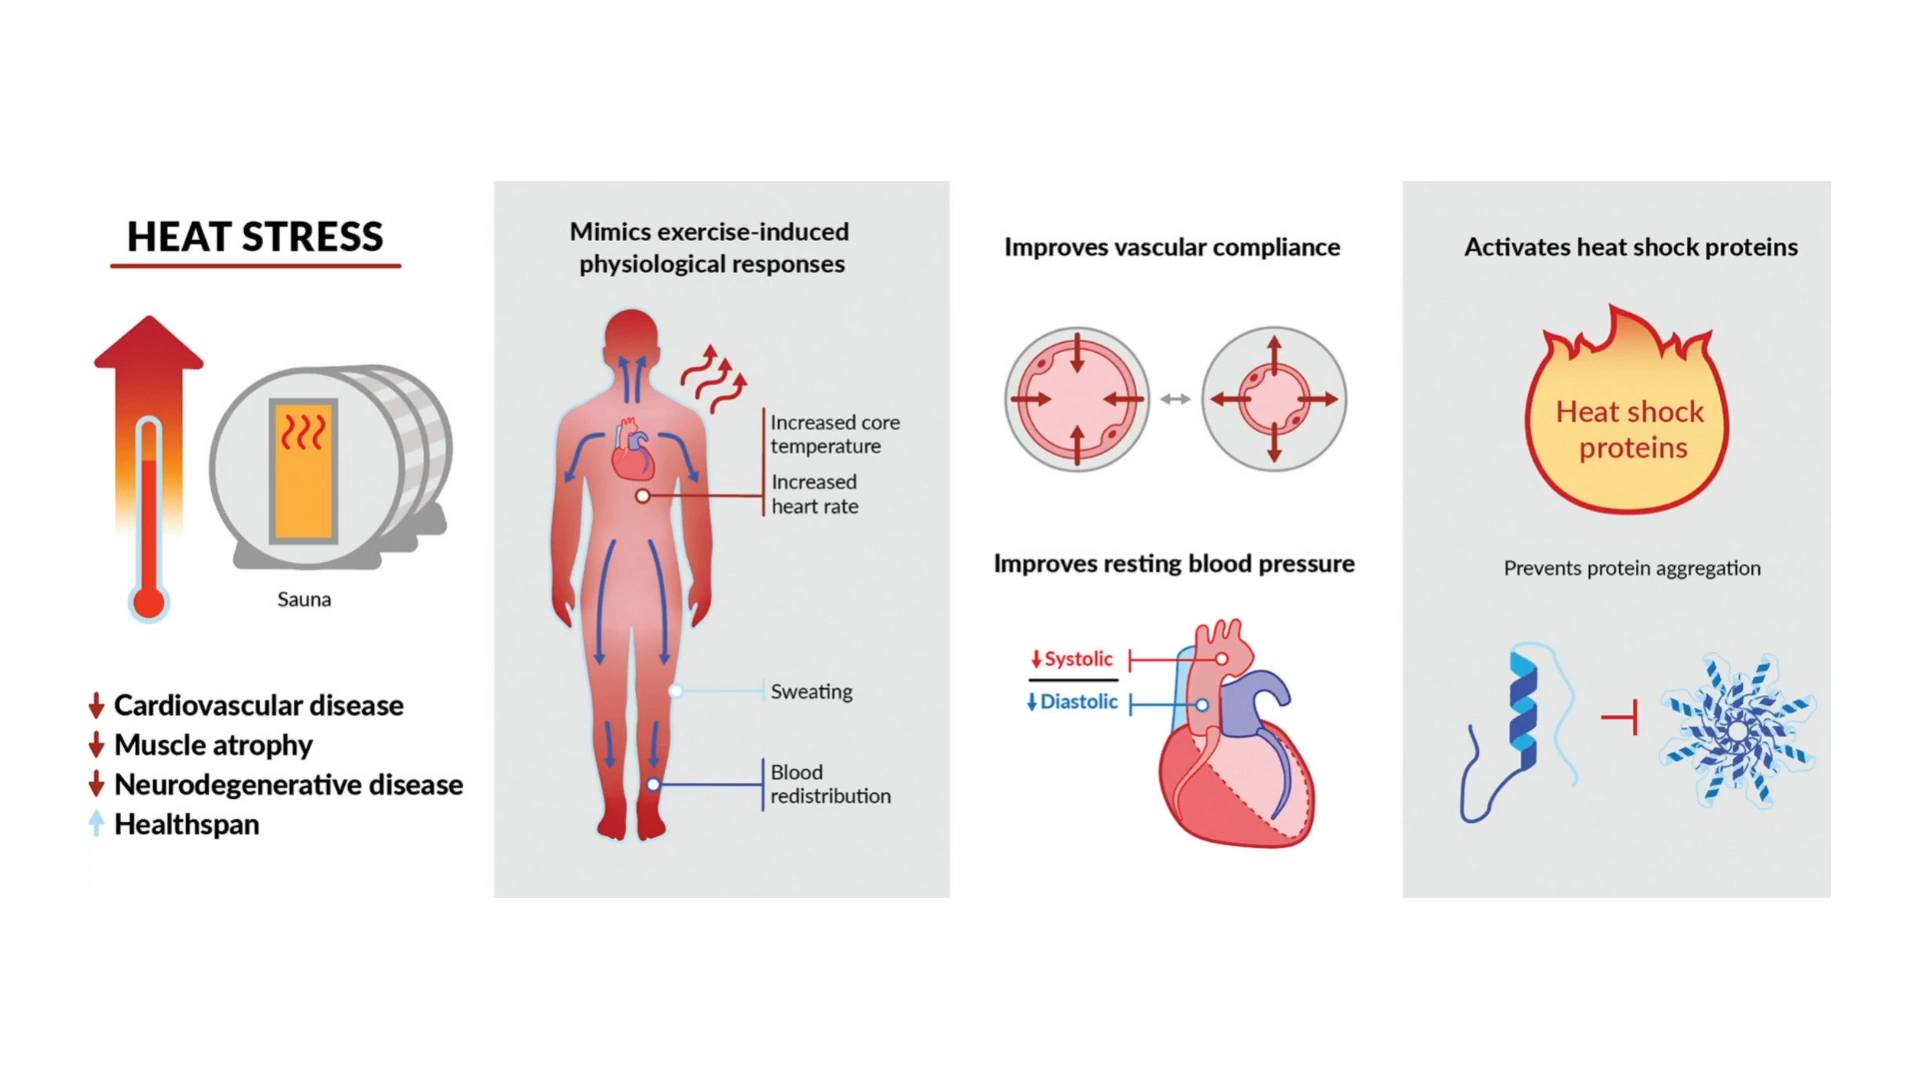 HEAT STRESS
Sauna
↓ Cardiovascular disease
↓ Muscle atrophy
↓ Neurodegenerative disease
↑ Healthspan
Mimics exercise-induced
physiological responses
Increased core
temperature
Increased
heart rate
Sweating
Blood
redistribution
Improves vascular compliance
Improves resting blood pressure
↓ Systolic
↓ Diastolic
Activates heat shock proteins
Heat shock
proteins
Prevents protein aggregation